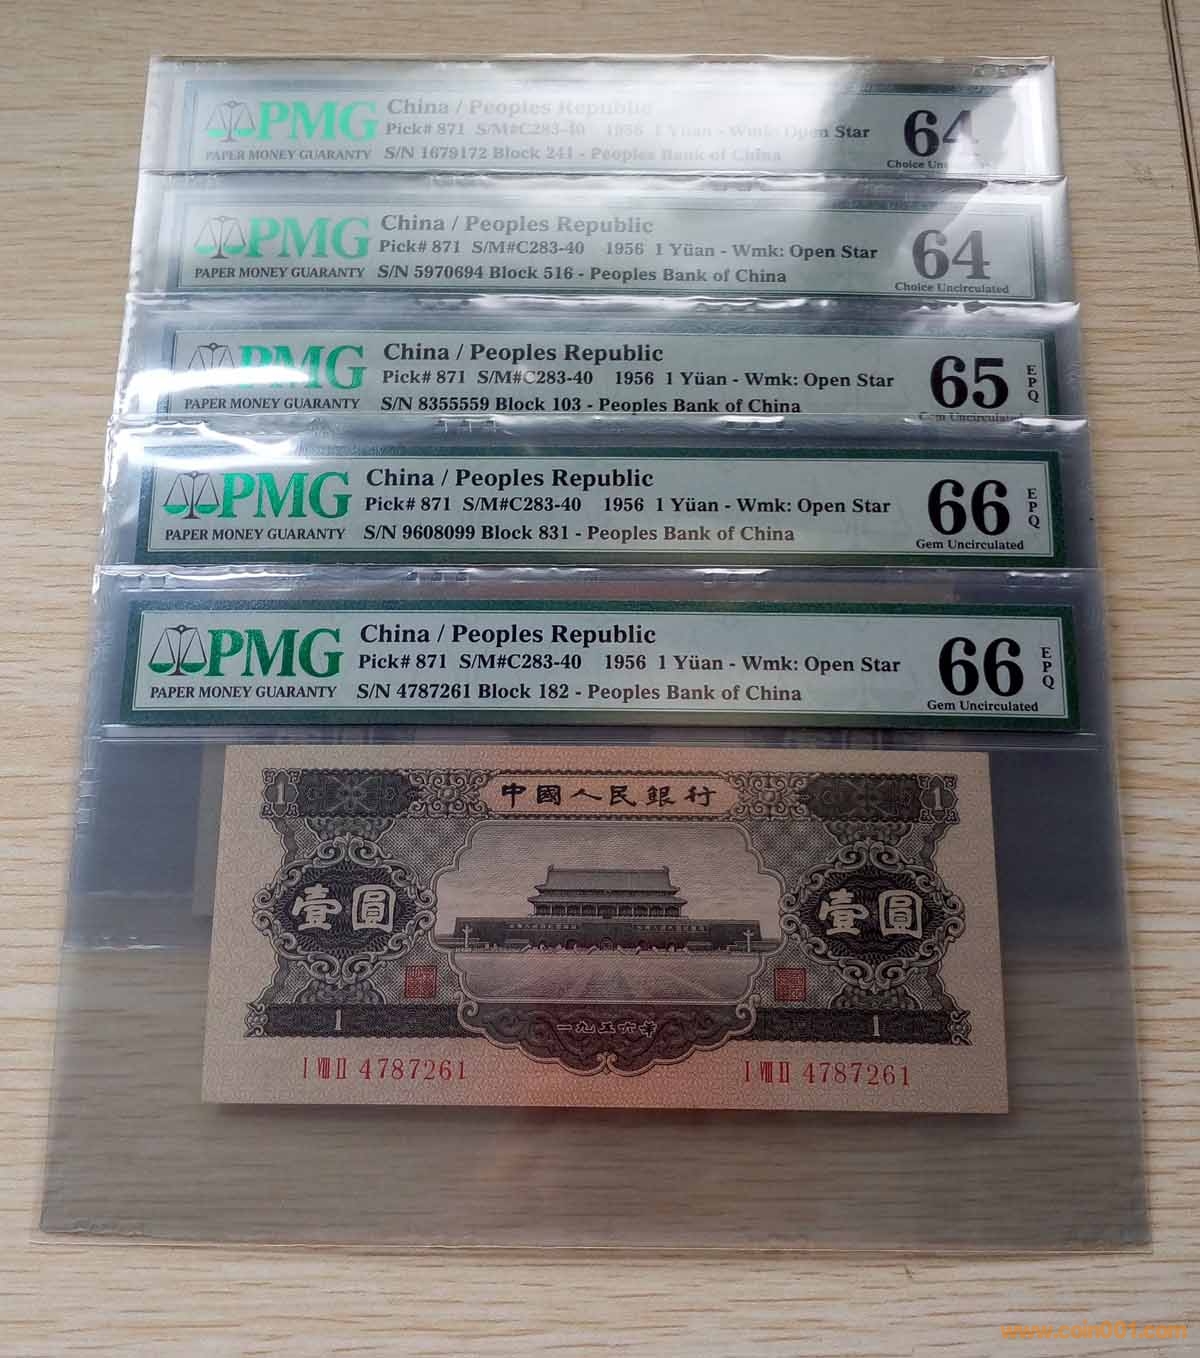 PMG
PAPER MONEY GUARANTY
China / Peoples Republic
Pick# 871 S/M#C283-40 1956 1 Yüan - Wmk: Open Star
S/N 1679172 Block 241 - Peoples Bank of China
64
Choice
PMG
PAPER MONEY GUARANTY
China / Peoples Republic
Pick# 871 S/M#C283-40 1956 1 Yüan - Wmk: Open Star
S/N 5970694 Block 516 - Peoples Bank of China
64
Choice Uncirculated
PMG
PAPER MONEY GUARANTY
China / Peoples Republic
Pick# 871 S/M#C283-40 1956 1 Yüan - Wmk: Open Star
S/N 8355559 Block 103 - Peoples Bank of China
65
EPQ
Gem Uncirculated
PMG
PAPER MONEY GUARANTY
China / Peoples Republic
Pick# 871 S/M#C283-40 1956 1 Yüan - Wmk: Open Star
S/N 9608099 Block 831 - Peoples Bank of China
66
EPQ
Gem Uncirculated
PMG
PAPER MONEY GUARANTY
China / Peoples Republic
Pick# 871 S/M#C283-40 1956 1 Yüan - Wmk: Open Star
S/N 4787261 Block 182 - Peoples Bank of China
66
EPQ
Gem Uncirculated
1 中國人民銀行 1
壹圓 壹圓
1 一九五六年 1
I VIII II 4787261 I VIII II 4787261
www.coin001.com